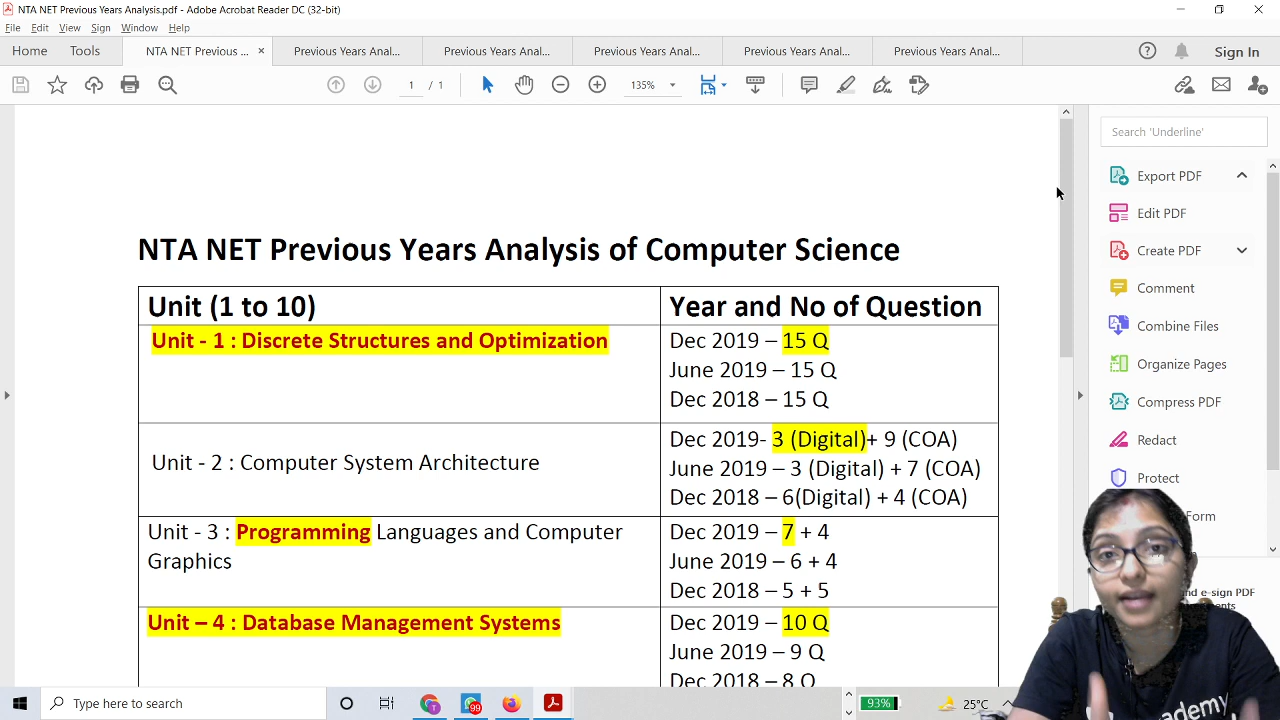 NTA NET Previous Years Analysis.pdf - Adobe Acrobat Reader DC (32-bit)
File Edit View Sign Window Help
Home Tools NTA NET Previous ... × Previous Years Anal... Previous Years Anal... Previous Years Anal... Previous Years Anal... Previous Years Anal... Sign In
1 / 1 135%
Search 'Underline'
Export PDF
Edit PDF
Create PDF
Comment
Combine Files
Organize Pages
Compress PDF
Redact
Protect
Form
nd e-sign PDF
NTA NET Previous Years Analysis of Computer Science
Unit (1 to 10) Year and No of Question
Unit - 1 : Discrete Structures and Optimization
Dec 2019 – 15 Q
June 2019 – 15 Q
Dec 2018 – 15 Q
Unit - 2 : Computer System Architecture
Dec 2019- 3 (Digital)+ 9 (COA)
June 2019 – 3 (Digital) + 7 (COA)
Dec 2018 – 6(Digital) + 4 (COA)
Unit - 3 : Programming Languages and Computer
Graphics
Dec 2019 – 7 + 4
June 2019 – 6 + 4
Dec 2018 – 5 + 5
Unit – 4 : Database Management Systems
Dec 2019 – 10 Q
June 2019 – 9 Q
Dec 2018 – 8 Q
Type here to search
99
93%
25°C